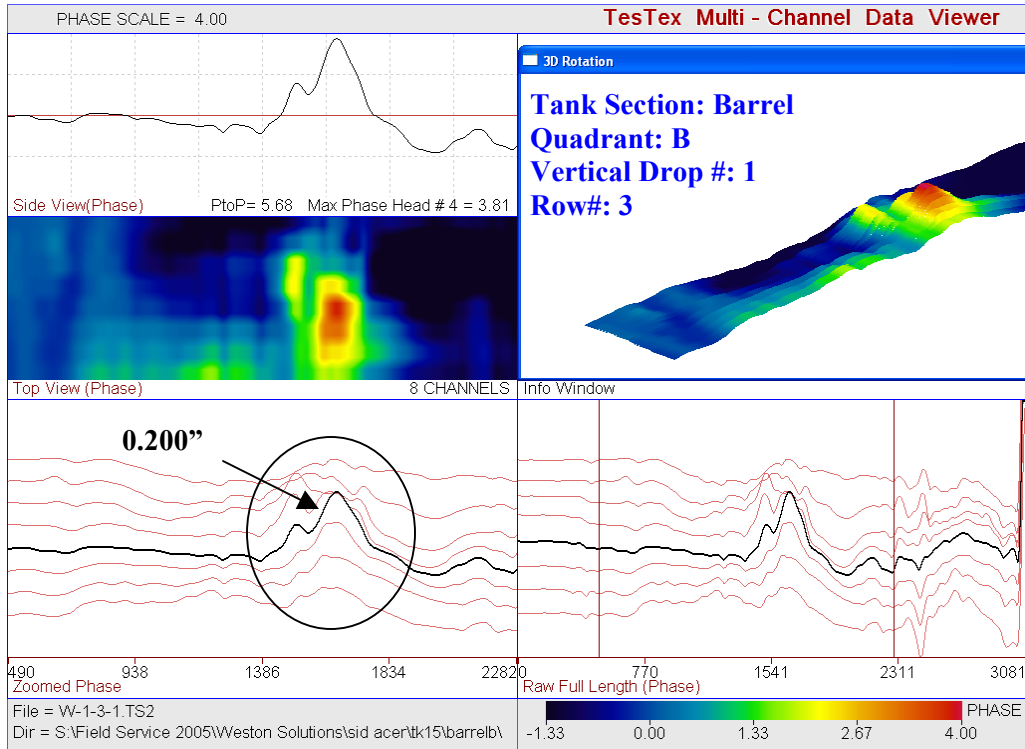 PHASE SCALE = 4.00
TesTex Multi - Channel Data Viewer
3D Rotation
Tank Section: Barrel
Quadrant: B
Vertical Drop #: 1
Row#: 3
Side View(Phase) PtoP= 5.68 Max Phase Head # 4 = 3.81
Top View (Phase) 8 CHANNELS
Info Window
0.200”
490 938 1386 1834 2282
Zoomed Phase
0 770 1541 2311 3081
Raw Full Length (Phase)
File = W-1-3-1.TS2
Dir = S:\Field Service 2005\Weston Solutions\sid acer\tk15\barrelb\
PHASE
-1.33 0.00 1.33 2.67 4.00